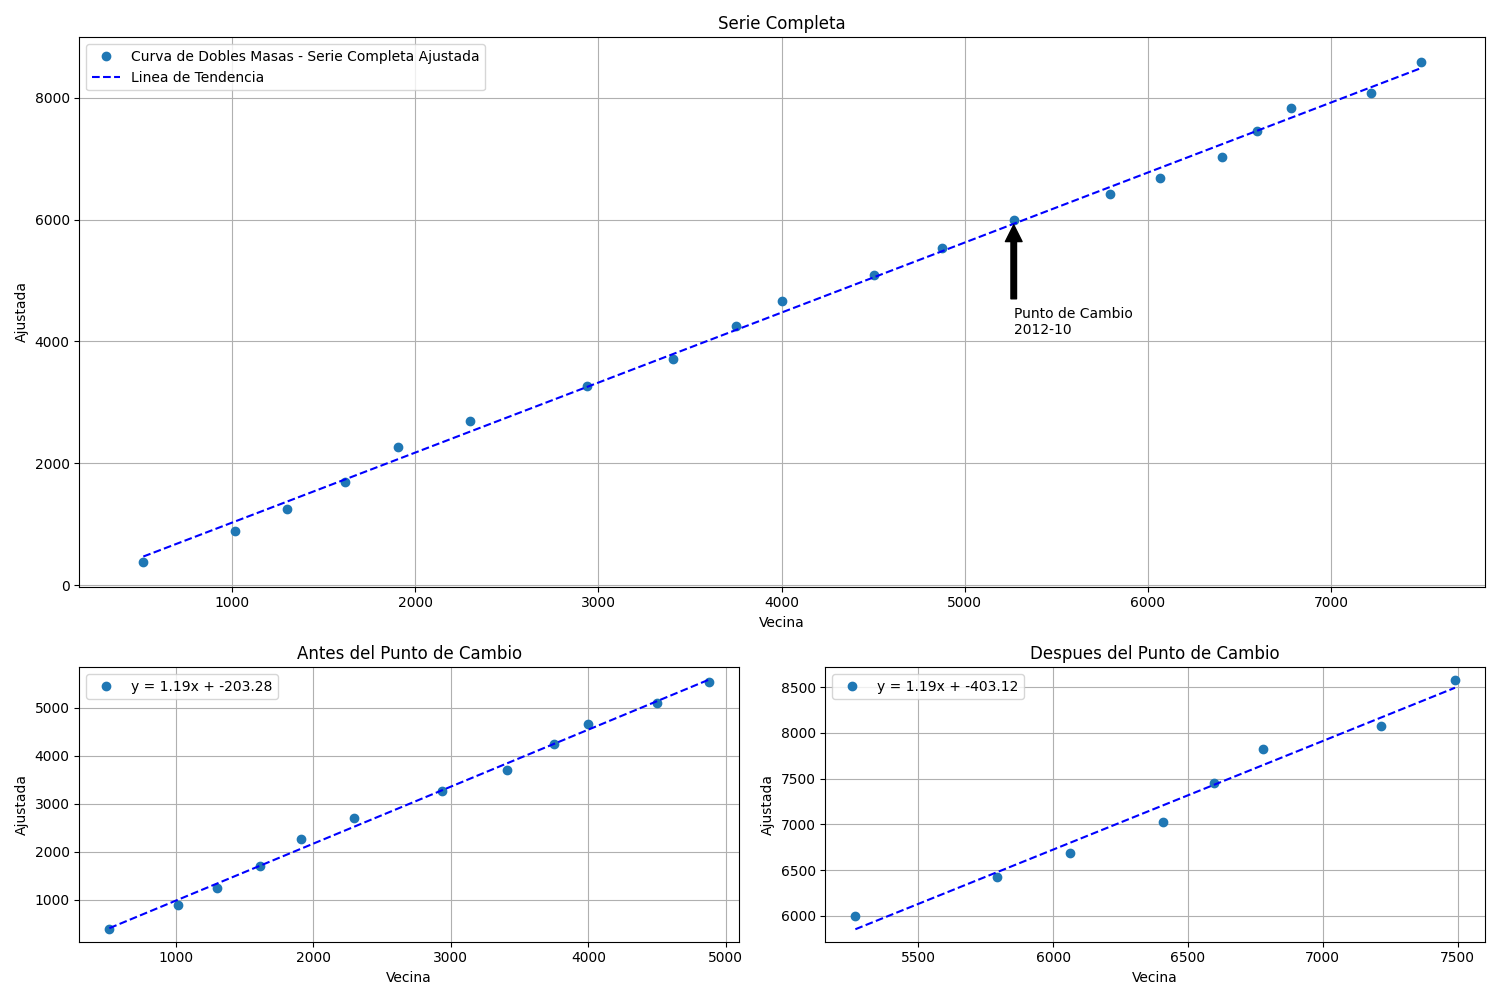 Serie Completa
Curva de Dobles Masas - Serie Completa Ajustada
Linea de Tendencia
8000
6000
4000
2000
0
Ajustada
Punto de Cambio
2012-10
1000 2000 3000 4000 5000 6000 7000
Vecina
Antes del Punto de Cambio
y = 1.19x + -203.28
5000
4000
3000
2000
1000
Ajustada
1000 2000 3000 4000 5000
Vecina
Despues del Punto de Cambio
y = 1.19x + -403.12
8500
8000
7500
7000
6500
6000
Ajustada
5500 6000 6500 7000 7500
Vecina